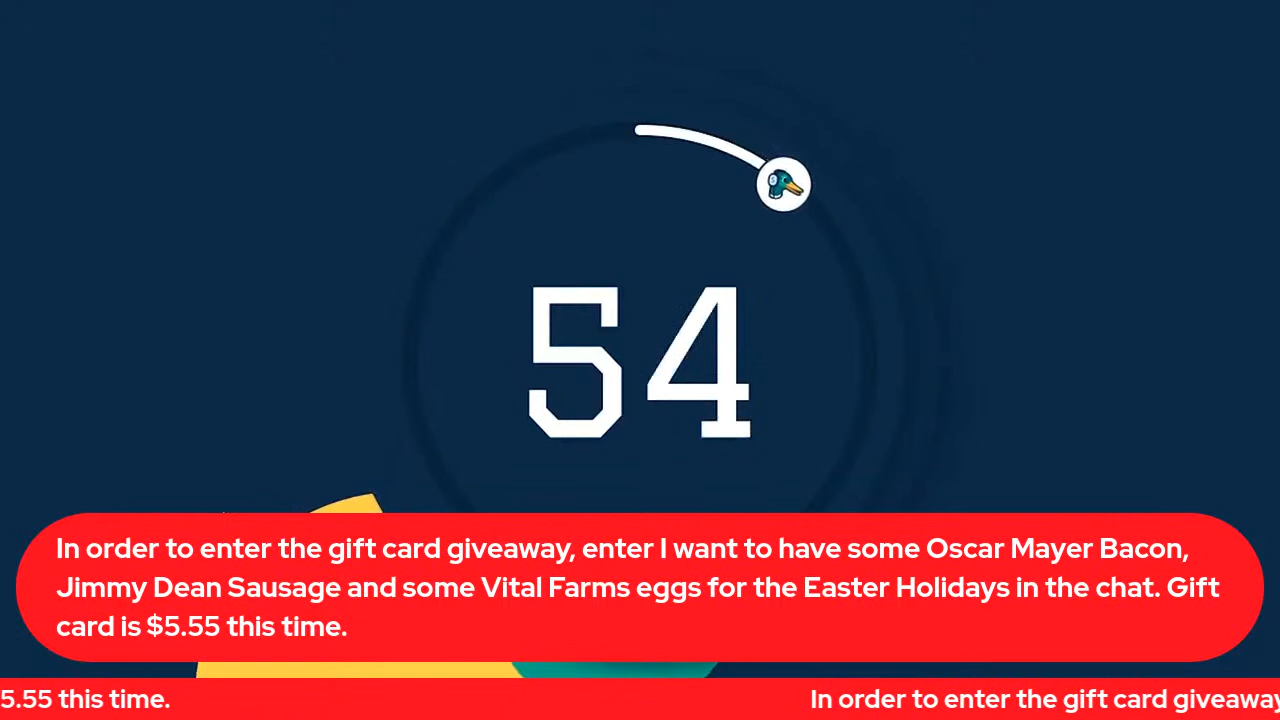 54
In order to enter the gift card giveaway, enter I want to have some Oscar Mayer Bacon,
Jimmy Dean Sausage and some Vital Farms eggs for the Easter Holidays in the chat. Gift
card is $5.55 this time.
5.55 this time. In order to enter the gift card giveaway